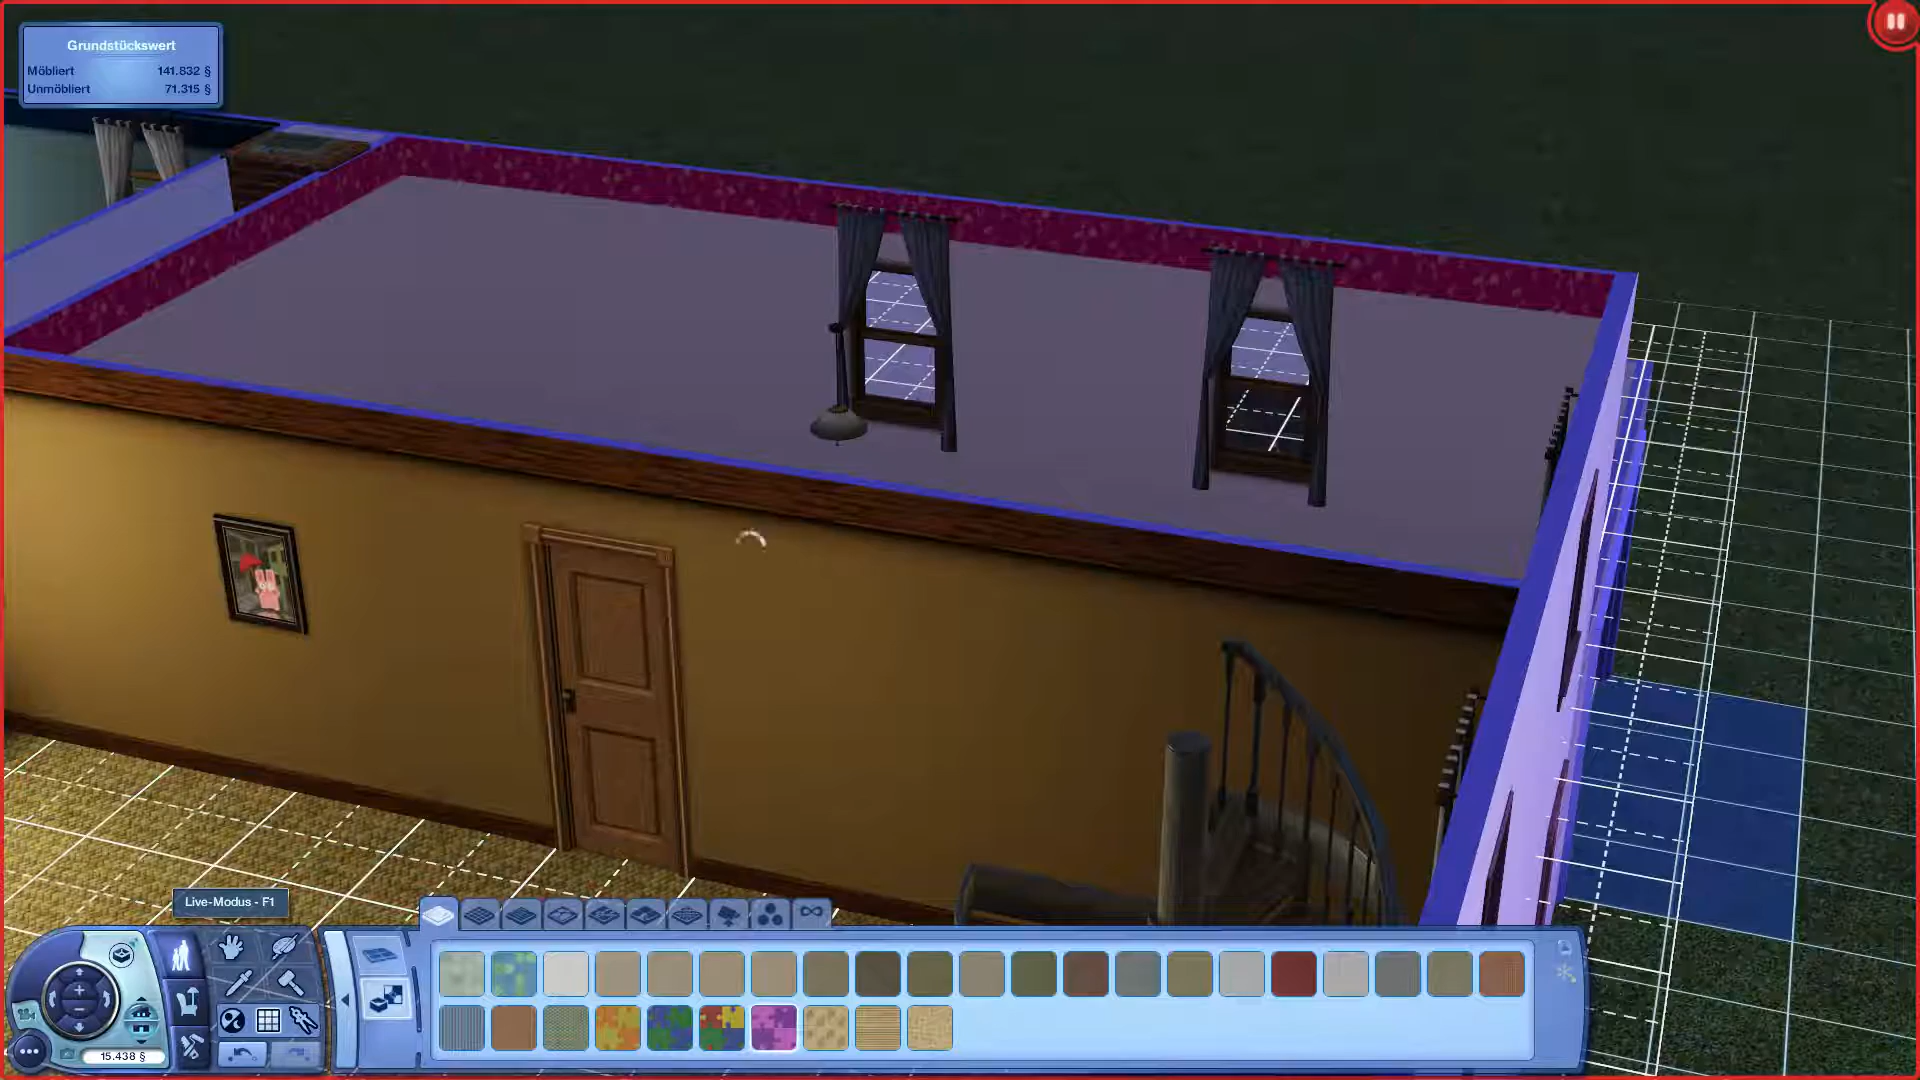 Grundstückswert
Möbliert 141.832 §
Unmöbliert 71.315 §
Live-Modus - F1
15.438 §